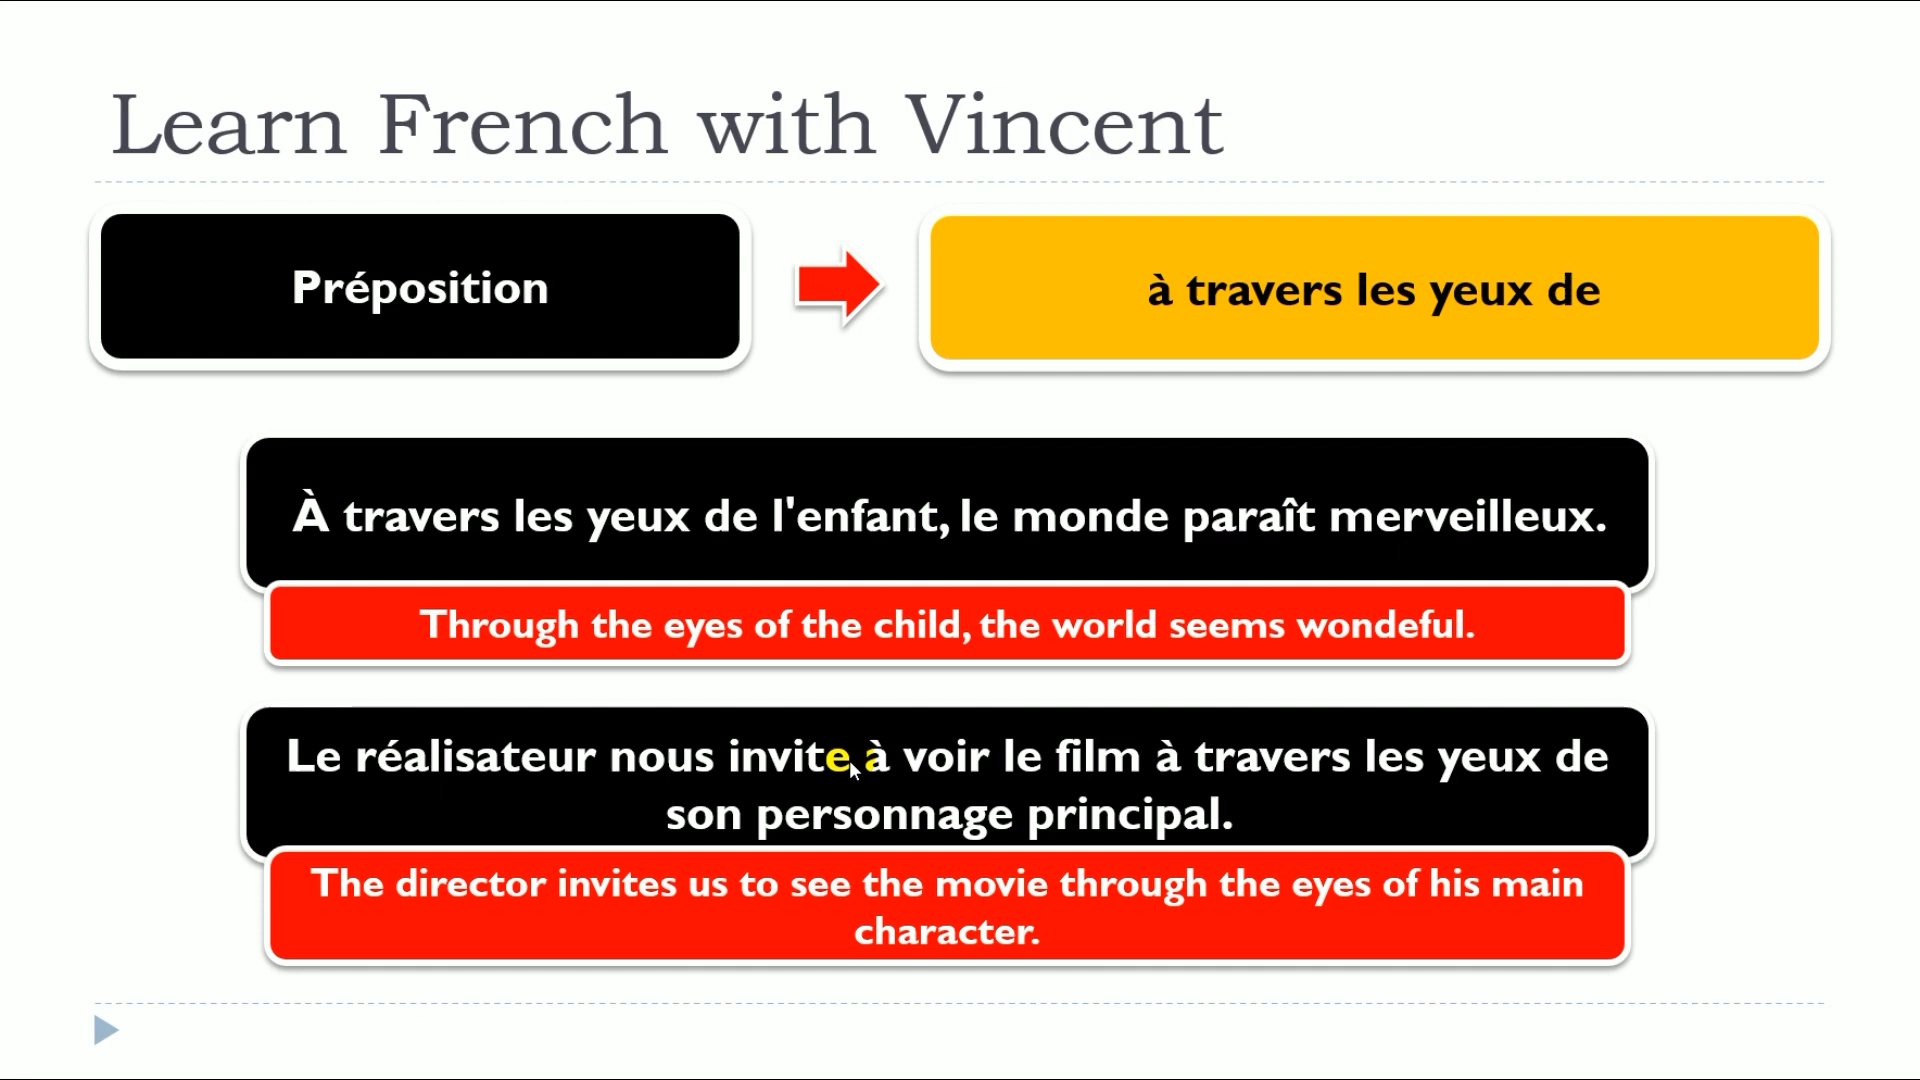 Learn French with Vincent
Préposition
à travers les yeux de
À travers les yeux de l'enfant, le monde paraît merveilleux.
Through the eyes of the child, the world seems wondeful.
Le réalisateur nous invite à voir le film à travers les yeux de
son personnage principal.
The director invites us to see the movie through the eyes of his main
character.